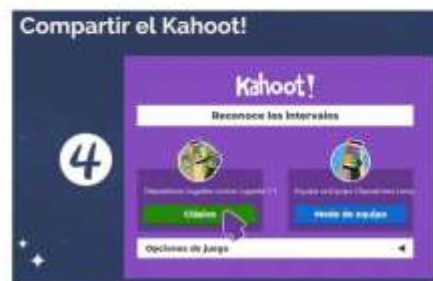 Compartir el Kahoot!
4
Kahoot!
Reconoce los Intervalos
Clásico
Modo de equipo
Opciones de juego